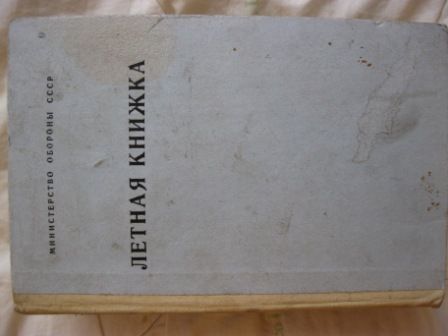 МИНИСТЕРСТВО ОБОРОНЫ СССР
ЛЕТНАЯ КНИЖКА